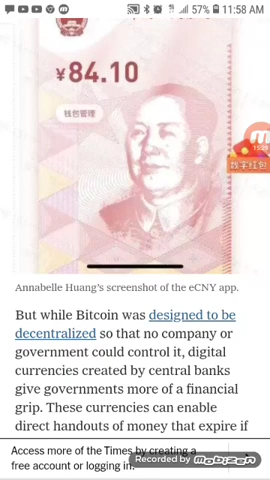 57% 11:58 AM
¥84.10
钱包管理
15:29
数字红包
Annabelle Huang's screenshot of the eCNY app.
But while Bitcoin was designed to be
decentralized so that no company or
government could control it, digital
currencies created by central banks
give governments more of a financial
grip. These currencies can enable
direct handouts of money that expire if
Access more of the Times by creating a
free account or logging in.
Recorded by
MOBIZEN